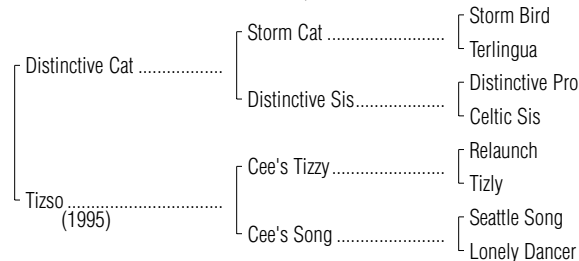 Storm Bird
Storm Cat ........................
Terlingua
Distinctive Cat .................
Distinctive Pro
Distinctive Sis..................
Celtic Sis
Relaunch
Cee's Tizzy.......................
Tizly
Tizso ...............................
(1995)
Seattle Song
Cee's Song ......................
Lonely Dancer